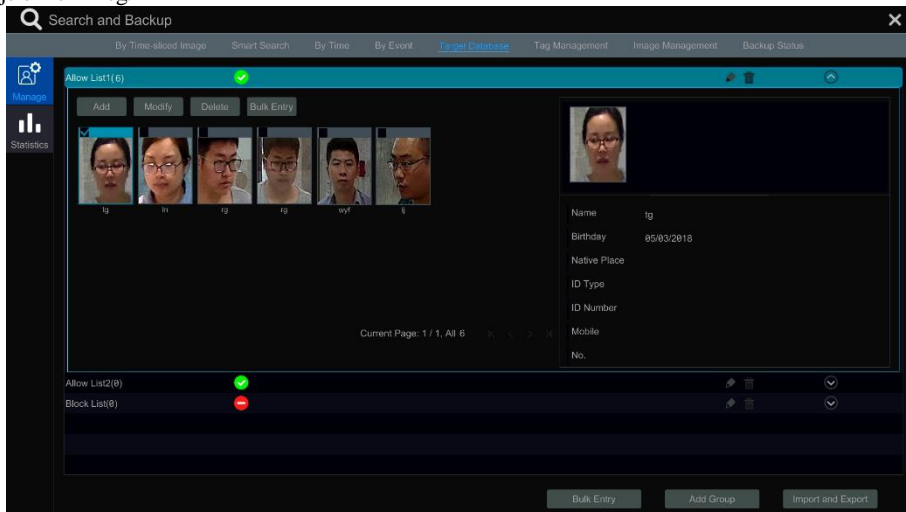 Search and Backup
By Time-sliced Image Smart Search By Time By Event Target Database Tag Management Image Management Backup Status
Manage
Statistics
Allow List1(6)
Add Modify Delete Bulk Entry
tg ln rg rg wyf lj
Name tg
Birthday 05/03/2018
Native Place
ID Type
ID Number
Mobile
No.
Current Page: 1 / 1, All 6
Allow List2(0)
Block List(0)
Bulk Entry Add Group Import and Export